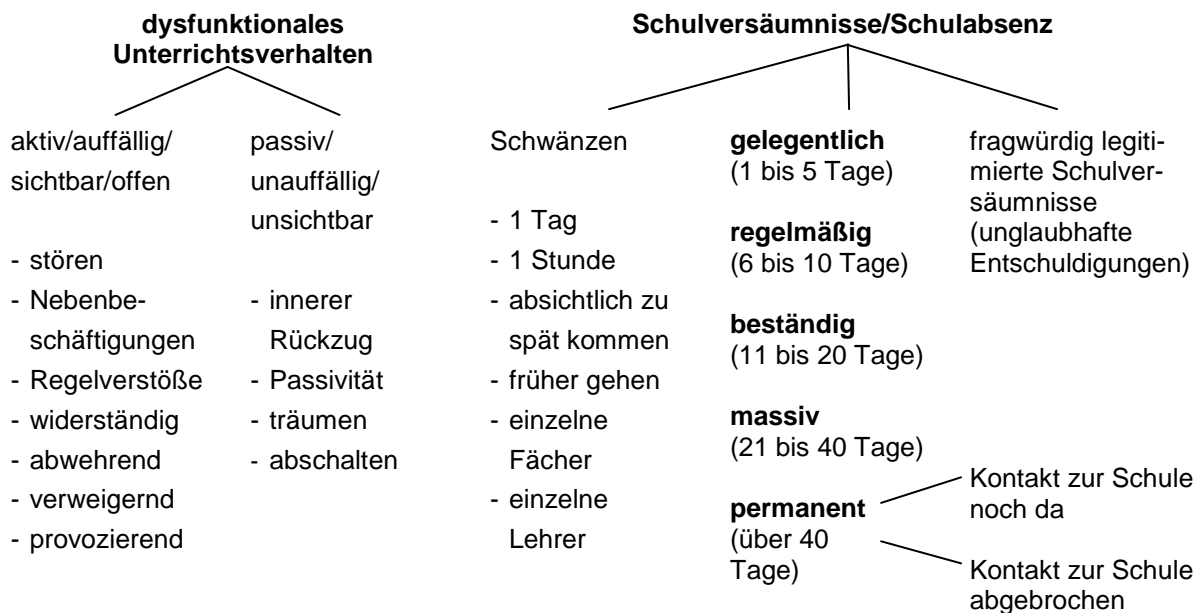 dysfunktionales
Unterrichtsverhalten
aktiv/auffällig/
sichtbar/offen
- stören
- Nebenbe-
schäftigungen
- Regelverstöße
- widerständig
- abwehrend
- verweigernd
- provozierend
passiv/
unauffällig/
unsichtbar
- innerer
Rückzug
- Passivität
- träumen
- abschalten
Schulversäumnisse/Schulabsenz
Schwänzen
- 1 Tag
- 1 Stunde
- absichtlich zu
spät kommen
- früher gehen
- einzelne
Fächer
- einzelne
Lehrer
gelegentlich
(1 bis 5 Tage)
regelmäßig
(6 bis 10 Tage)
beständig
(11 bis 20 Tage)
massiv
(21 bis 40 Tage)
permanent
(über 40
Tage)
Kontakt zur Schule
noch da
Kontakt zur Schule
abgebrochen
fragwürdig legiti-
mierte Schulver-
säumnisse
(unglaubhafte
Entschuldigungen)